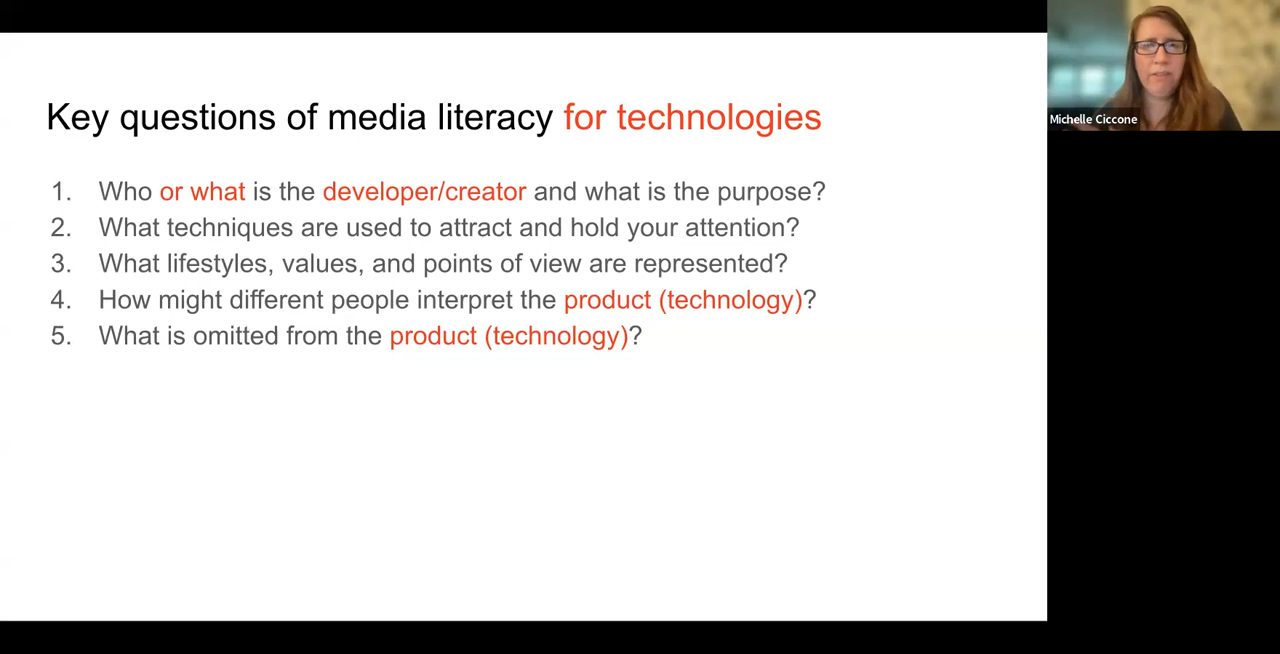 Key questions of media literacy for technologies
1. Who or what is the developer/creator and what is the purpose?
2. What techniques are used to attract and hold your attention?
3. What lifestyles, values, and points of view are represented?
4. How might different people interpret the product (technology)?
5. What is omitted from the product (technology)?
Michelle Ciccone